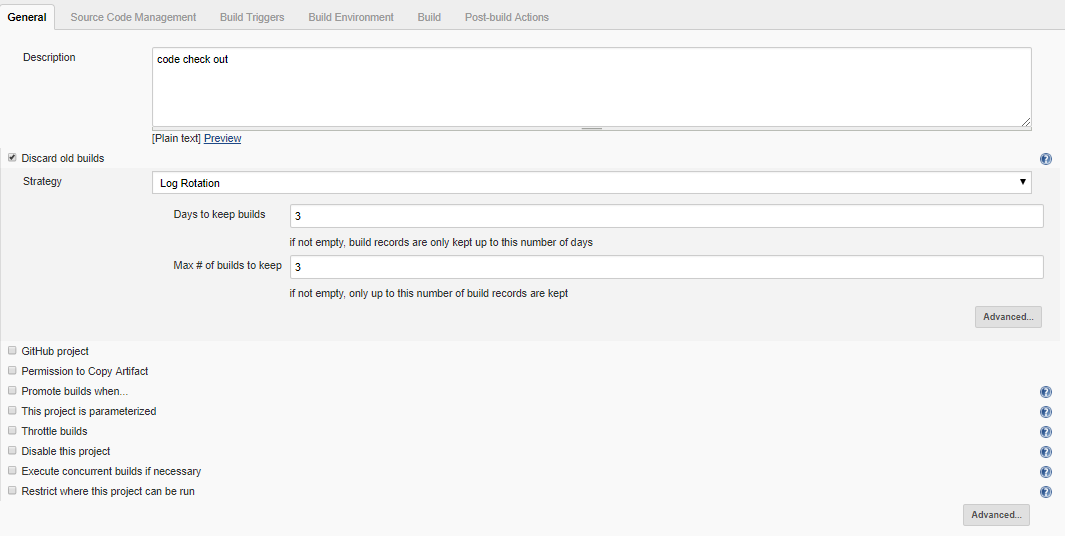 General Source Code Management Build Triggers Build Environment Build Post-build Actions
Description code check out
[Plain text] Preview
Discard old builds
Strategy Log Rotation
Days to keep builds 3
if not empty, build records are only kept up to this number of days
Max # of builds to keep 3
if not empty, only up to this number of build records are kept
Advanced...
GitHub project
Permission to Copy Artifact
Promote builds when...
This project is parameterized
Throttle builds
Disable this project
Execute concurrent builds if necessary
Restrict where this project can be run
Advanced...